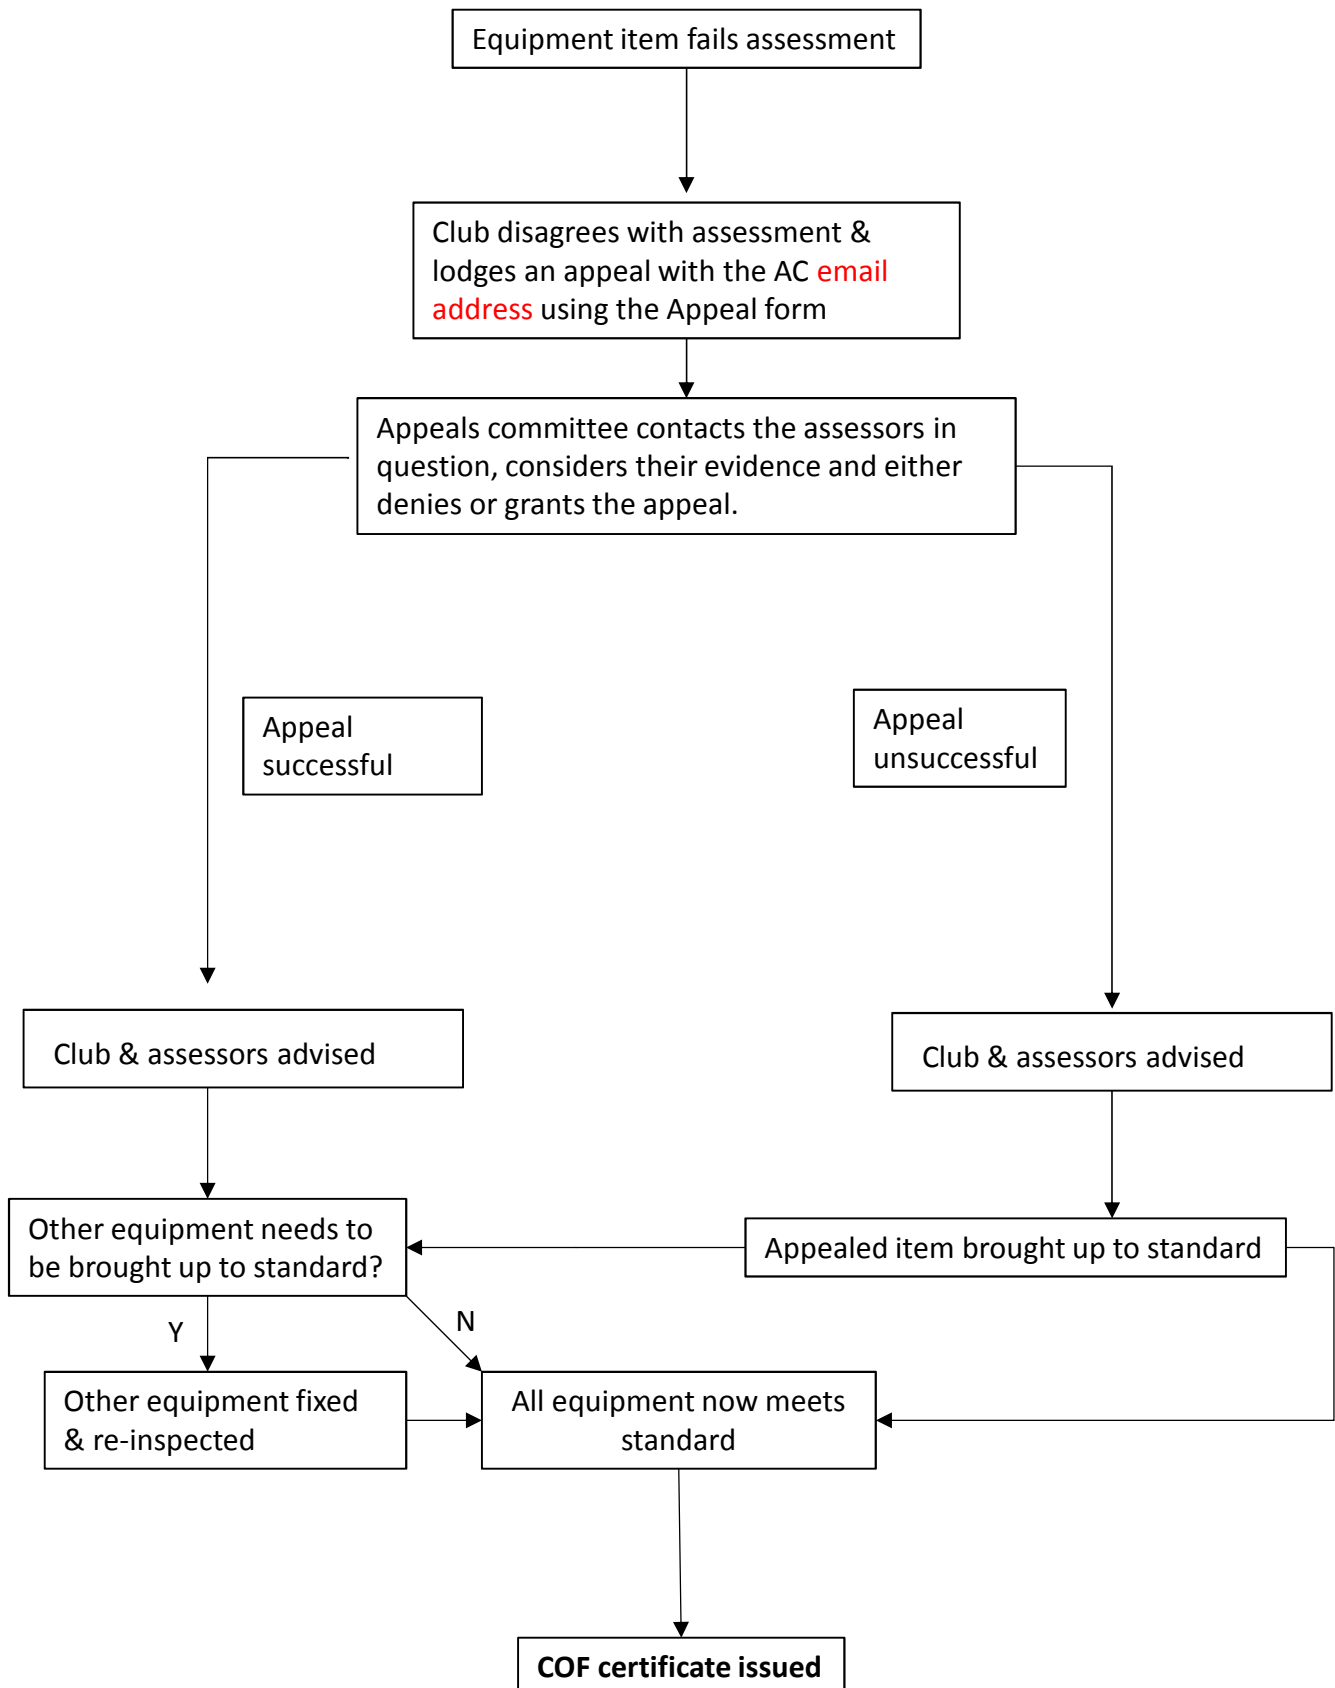 Equipment item fails assessment
Club disagrees with assessment &
lodges an appeal with the AC email
address using the Appeal form
Appeals committee contacts the assessors in
question, considers their evidence and either
denies or grants the appeal.
Appeal
successful
Appeal
unsuccessful
Club & assessors advised
Club & assessors advised
Other equipment needs to
be brought up to standard?
Appealed item brought up to standard
Y
N
Other equipment fixed
& re-inspected
All equipment now meets
standard
COF certificate issued